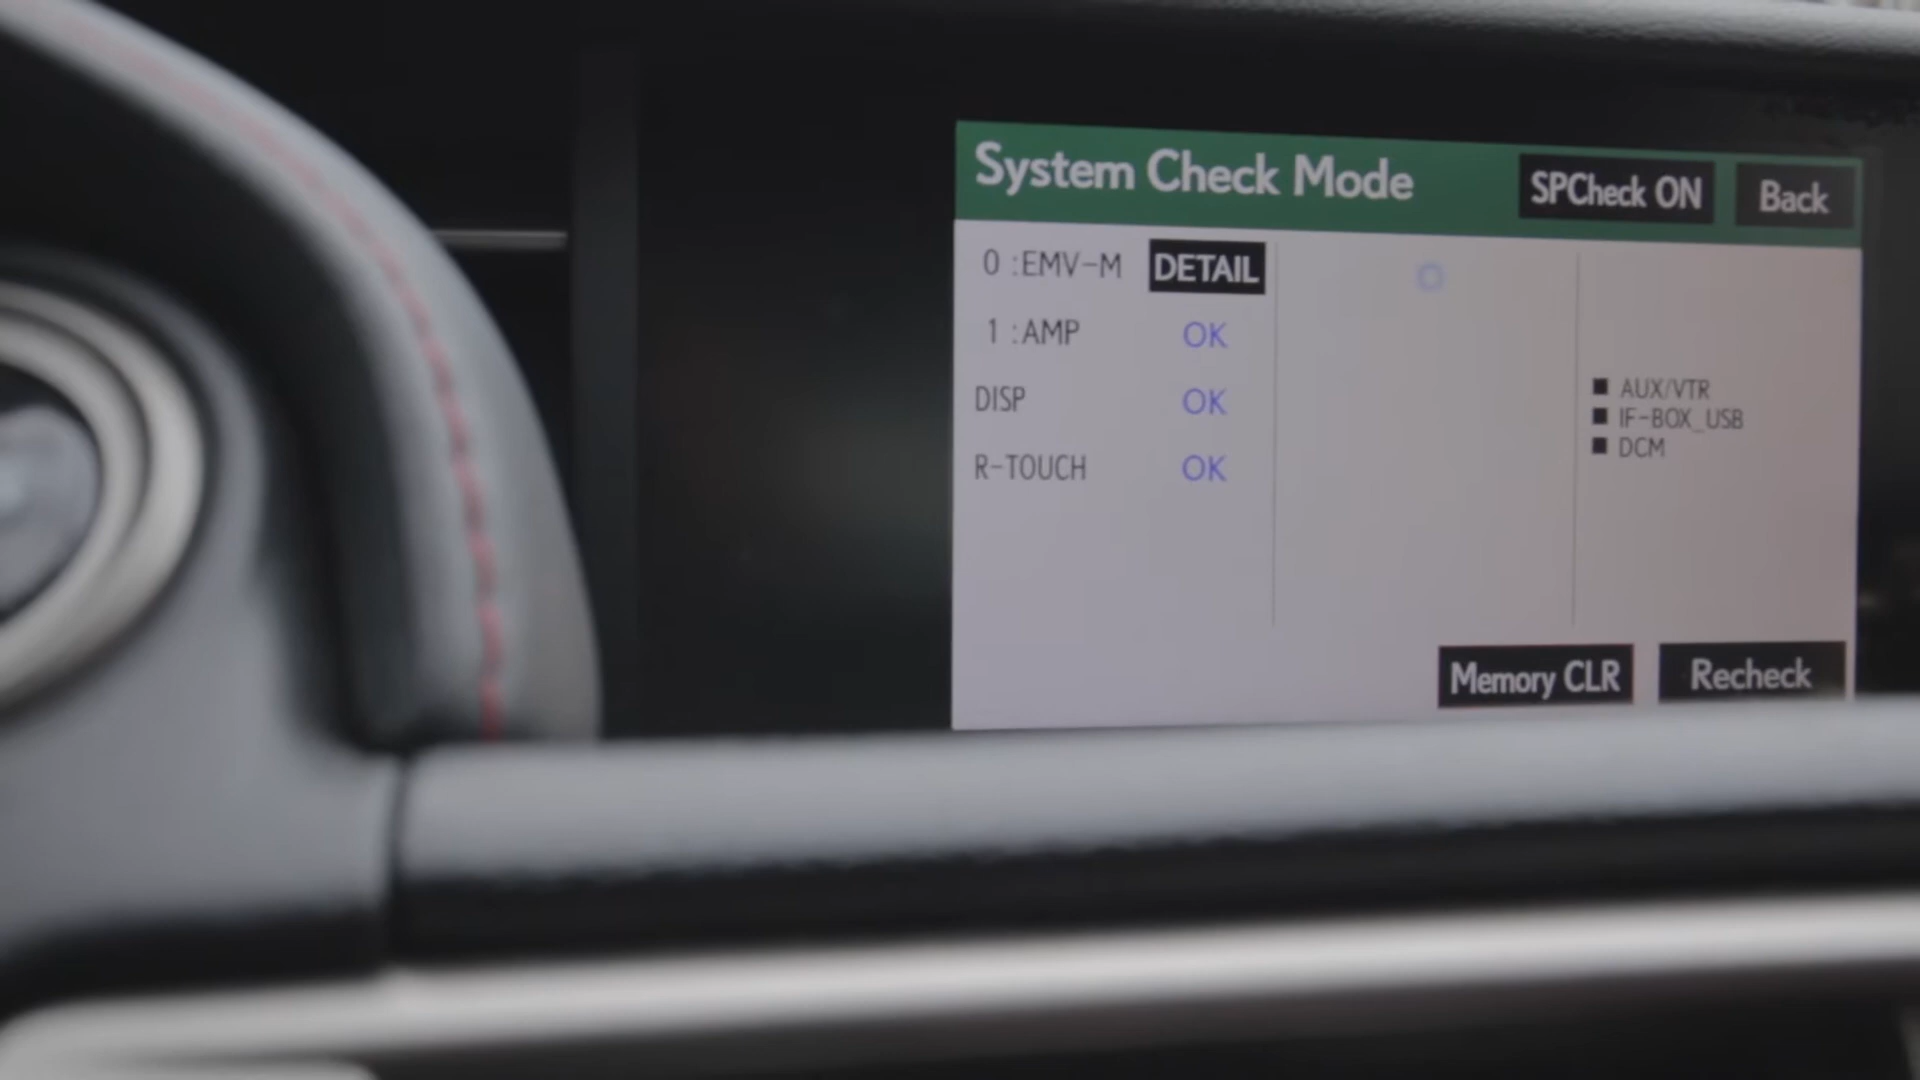 System Check Mode SPCheck ON Back
0 :EMV-M DETAIL
1 :AMP OK
DISP OK
R-TOUCH OK
■ AUX/VTR
■ IF-BOX_USB
■ DCM
Memory CLR Recheck